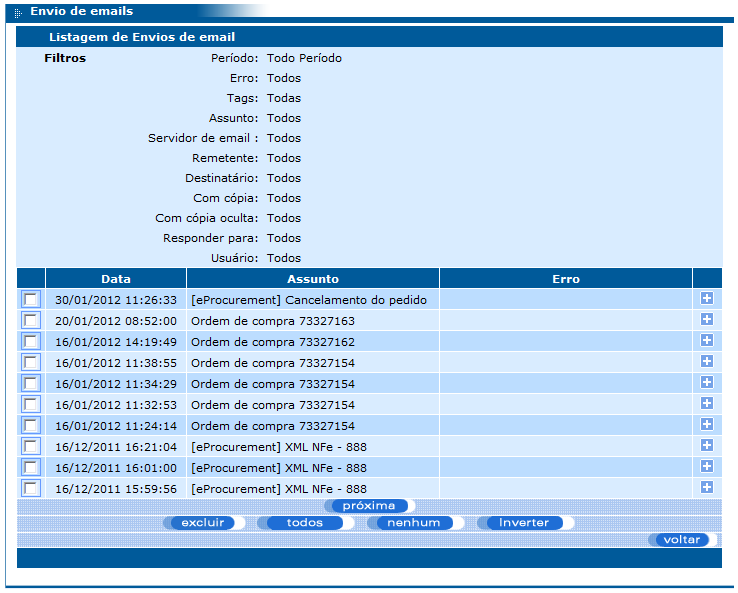 Envio de emails
Listagem de Envios de email
Filtros Período: Todo Período
Erro: Todos
Tags: Todas
Assunto: Todos
Servidor de email : Todos
Remetente: Todos
Destinatário: Todos
Com cópia: Todos
Com cópia oculta: Todos
Responder para: Todos
Usuário: Todos
Data Assunto Erro
30/01/2012 11:26:33 [eProcurement] Cancelamento do pedido
20/01/2012 08:52:00 Ordem de compra 73327163
16/01/2012 14:19:49 Ordem de compra 73327162
16/01/2012 11:38:55 Ordem de compra 73327154
16/01/2012 11:34:29 Ordem de compra 73327154
16/01/2012 11:32:53 Ordem de compra 73327154
16/01/2012 11:24:14 Ordem de compra 73327154
16/12/2011 16:21:04 [eProcurement] XML NFe - 888
16/12/2011 16:01:00 [eProcurement] XML NFe - 888
16/12/2011 15:59:56 [eProcurement] XML NFe - 888
próxima
excluir todos nenhum Inverter
voltar